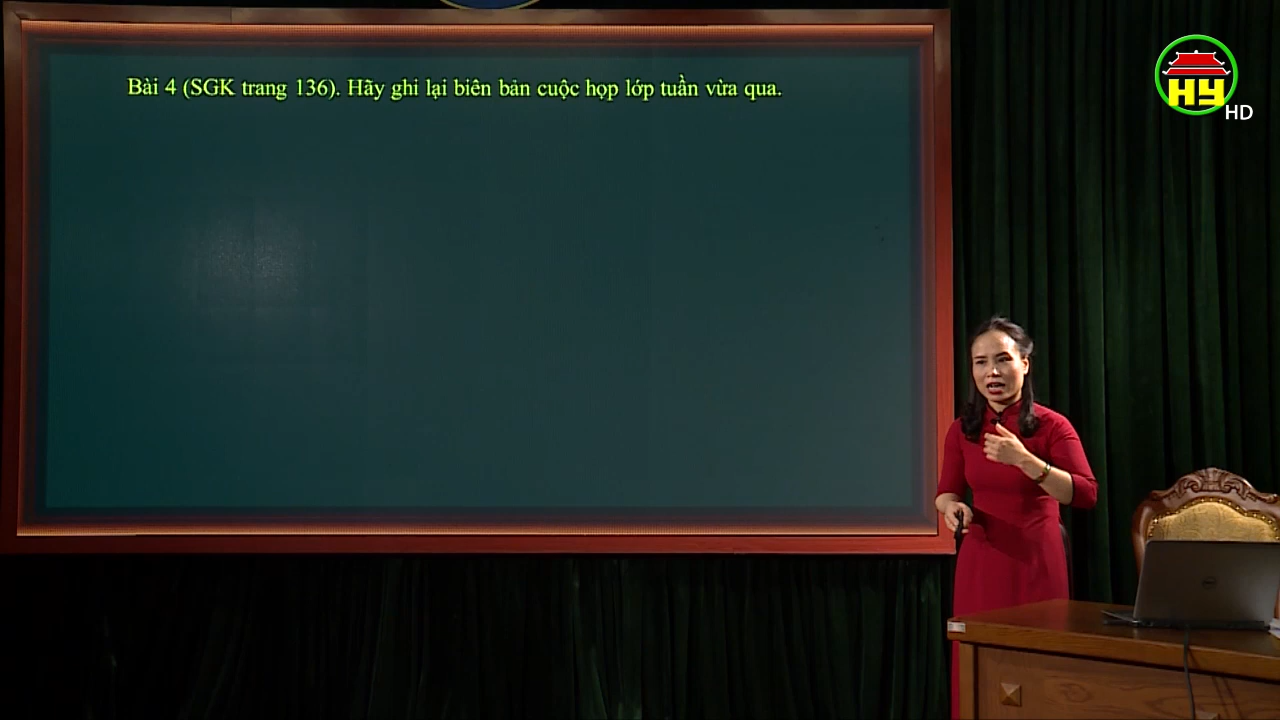 Bài 4 (SGK trang 136). Hãy ghi lại biên bản cuộc họp lớp tuần vừa qua.
HY
HD